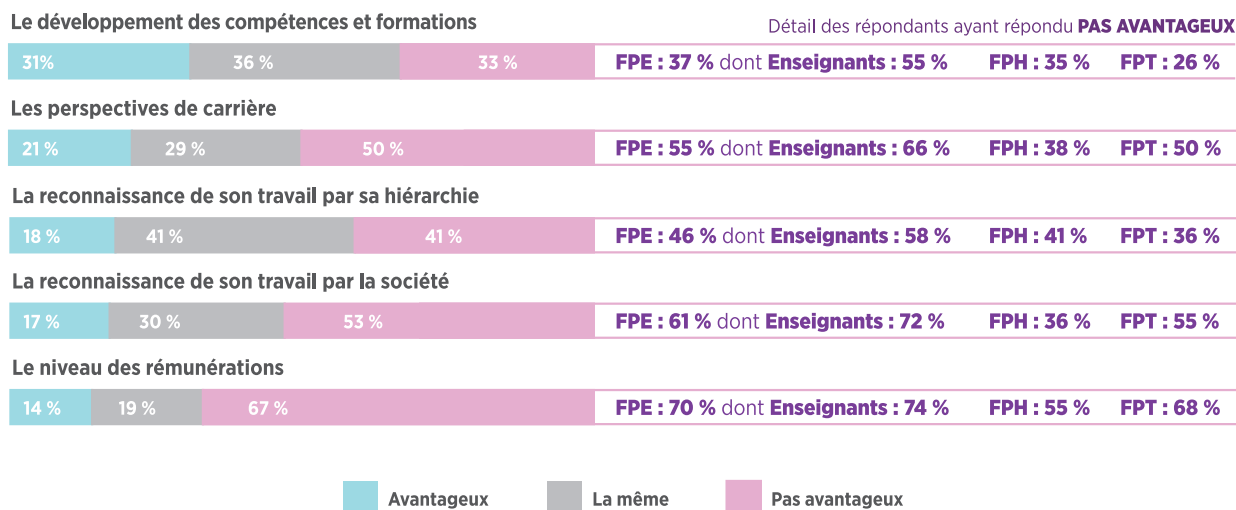 Le développement des compétences et formations
Détail des répondants ayant répondu PAS AVANTAGEUX
31% 36 % 33 % FPE : 37 % dont Enseignants : 55 % FPH : 35 % FPT : 26 %
Les perspectives de carrière
21 % 29 % 50 % FPE : 55 % dont Enseignants : 66 % FPH : 38 % FPT : 50 %
La reconnaissance de son travail par sa hiérarchie
18 % 41 % 41 % FPE : 46 % dont Enseignants : 58 % FPH : 41 % FPT : 36 %
La reconnaissance de son travail par la société
17 % 30 % 53 % FPE : 61 % dont Enseignants : 72 % FPH : 36 % FPT : 55 %
Le niveau des rémunérations
14 % 19 % 67 % FPE : 70 % dont Enseignants : 74 % FPH : 55 % FPT : 68 %
Avantageux La même Pas avantageux